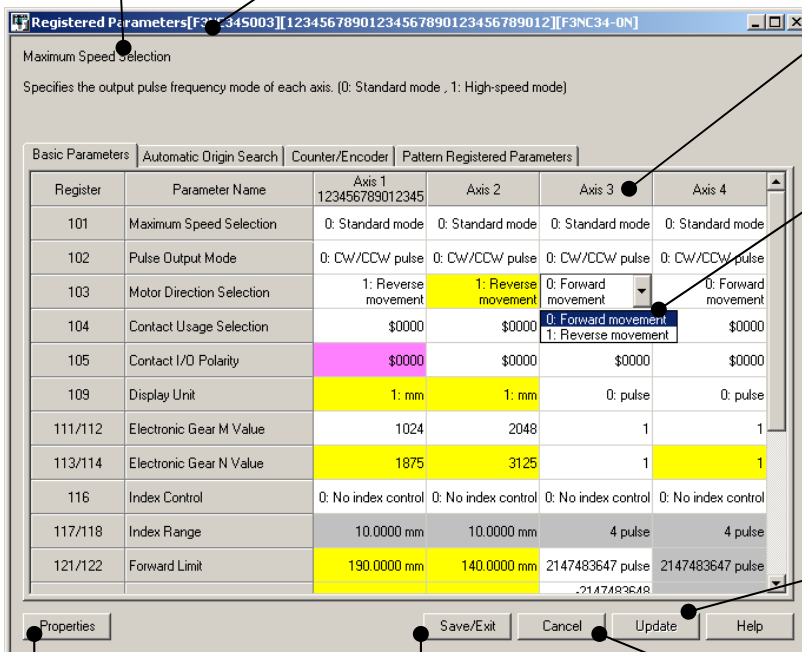 Registered Parameters[F3NC34S003][12345678901234567890123456789012][F3NC34-0N]
Maximum Speed Selection
Specifies the output pulse frequency mode of each axis. (0: Standard mode , 1: High-speed mode)
Basic Parameters Automatic Origin Search Counter/Encoder Pattern Registered Parameters
Register Parameter Name Axis 1 123456789012345 Axis 2 Axis 3 Axis 4
101 Maximum Speed Selection 0: Standard mode 0: Standard mode 0: Standard mode 0: Standard mode
102 Pulse Output Mode 0: CW/CCW pulse 0: CW/CCW pulse 0: CW/CCW pulse 0: CW/CCW pulse
103 Motor Direction Selection 1: Reverse movement 1: Reverse movement 0: Forward movement 0: Forward movement
0: Forward movement
1: Reverse movement
104 Contact Usage Selection $0000 $0000 $0000
105 Contact I/O Polarity $0000 $0000 $0000 $0000
109 Display Unit 1: mm 1: mm 0: pulse 0: pulse
111/112 Electronic Gear M Value 1024 2048 1 1
113/114 Electronic Gear N Value 1875 3125 1 1
116 Index Control 0: No index control 0: No index control 0: No index control 0: No index control
117/118 Index Range 10.0000 mm 10.0000 mm 4 pulse 4 pulse
121/122 Forward Limit 190.0000 mm 140.0000 mm 2147483647 pulse 2147483647 pulse
-2147483648
Properties Save/Exit Cancel Update Help